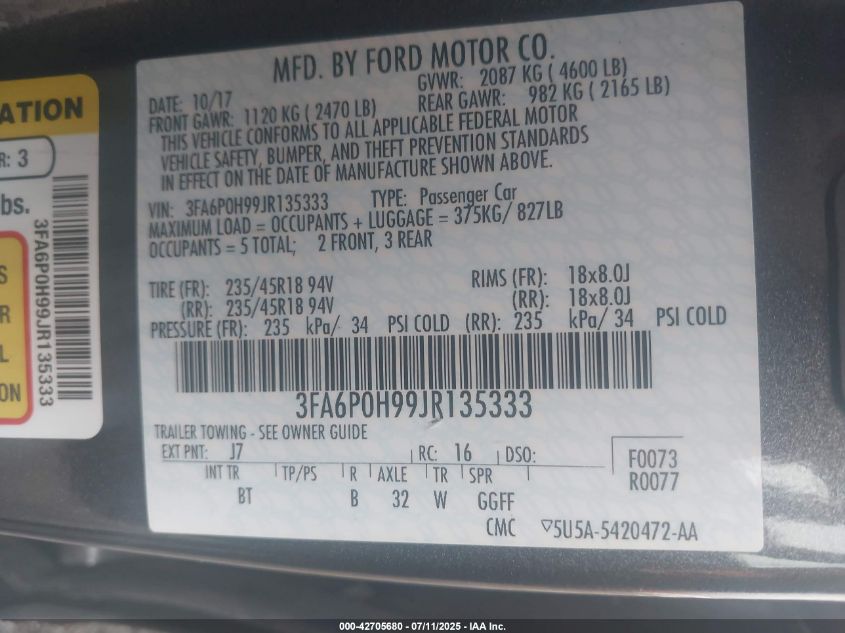 ATION
R: 3
bs.
S
R
L
ON
3FA6P0H99JR135333
MFD. BY FORD MOTOR CO.
DATE: 10/17 GVWR: 2087 KG ( 4600 LB)
FRONT GAWR: 1120 KG ( 2470 LB) REAR GAWR: 982 KG ( 2165 LB)
THIS VEHICLE CONFORMS TO ALL APPLICABLE FEDERAL MOTOR
VEHICLE SAFETY, BUMPER, AND THEFT PREVENTION STANDARDS
IN EFFECT ON THE DATE OF MANUFACTURE SHOWN ABOVE.
VIN: 3FA6P0H99JR135333 TYPE: Passenger Car
MAXIMUM LOAD = OCCUPANTS + LUGGAGE = 375KG/ 827LB
OCCUPANTS = 5 TOTAL; 2 FRONT, 3 REAR
TIRE (FR): 235/45R18 94V RIMS (FR): 18x8.0J
(RR): 235/45R18 94V (RR): 18x8.0J
PRESSURE (FR): 235 kPa/ 34 PSI COLD (RR): 235 kPa/ 34 PSI COLD
3FA6P0H99JR135333
TRAILER TOWING - SEE OWNER GUIDE
EXT PNT: J7 RC: 16 DSO:
INT TR TP/PS R AXLE TR SPR
BT B 32 W GGFF
F0073
R0077
CMC ▽5U5A-5420472-AA
000-42705680 - 07/11/2025 - IAA Inc.